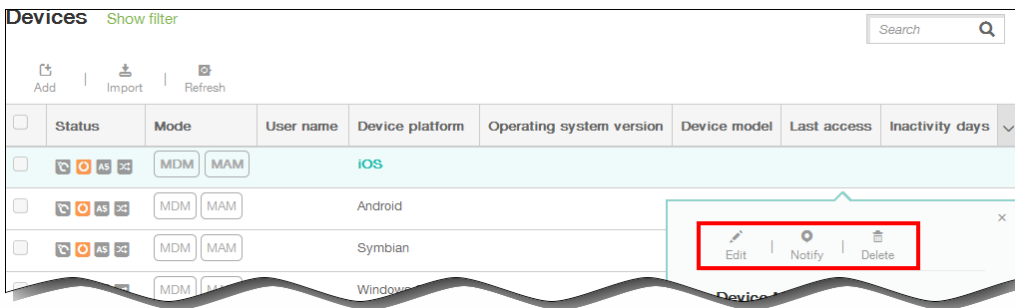 Devices Show filter
Search
Add | Import | Refresh
Status Mode User name Device platform Operating system version Device model Last access Inactivity days
AS MDM MAM iOS
AS MDM MAM Android
×
AS MDM MAM Symbian
Edit | Notify | Delete
MDM Windows
Device